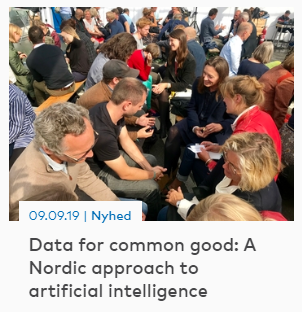 09.09.19 | Nyhed
Data for common good: A
Nordic approach to
artificial intelligence